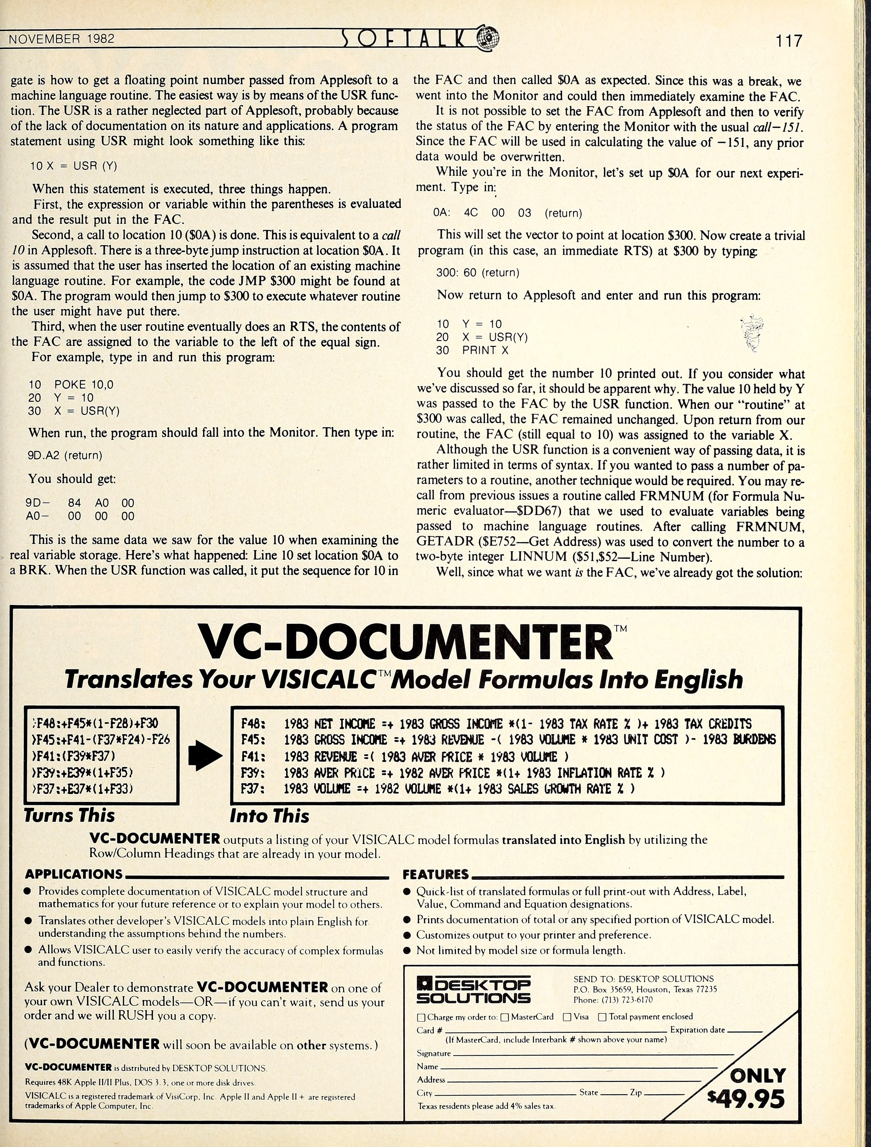 NOVEMBER 1982
SOFTALK
117
gate is how to get a floating point number passed from Applesoft to a
machine language routine. The easiest way is by means of the USR func-
tion. The USR is a rather neglected part of Applesoft, probably because
of the lack of documentation on its nature and applications. A program
statement using USR might look something like this:
10 X = USR (Y)
When this statement is executed, three things happen.
First, the expression or variable within the parentheses is evaluated
and the result put in the FAC.
Second, a call to location 10 ($0A) is done. This is equivalent to a call
10 in Applesoft. There is a three-byte jump instruction at location $0A. It
is assumed that the user has inserted the location of an existing machine
language routine. For example, the code JMP $300 might be found at
$0A. The program would then jump to $300 to execute whatever routine
the user might have put there.
Third, when the user routine eventually does an RTS, the contents of
the FAC are assigned to the variable to the left of the equal sign.
For example, type in and run this program:
10 POKE 10,0
20 Y = 10
30 X = USR(Y)
When run, the program should fall into the Monitor. Then type in:
9D.A2 (return)
You should get:
9D– 84 A0 00
A0– 00 00 00
This is the same data we saw for the value 10 when examining the
real variable storage. Here's what happened: Line 10 set location $0A to
a BRK. When the USR function was called, it put the sequence for 10 in
the FAC and then called $0A as expected. Since this was a break, we
went into the Monitor and could then immediately examine the FAC.
It is not possible to set the FAC from Applesoft and then to verify
the status of the FAC by entering the Monitor with the usual call–151.
Since the FAC will be used in calculating the value of –151, any prior
data would be overwritten.
While you're in the Monitor, let's set up $0A for our next experi-
ment. Type in:
0A: 4C 00 03 (return)
This will set the vector to point at location $300. Now create a trivial
program (in this case, an immediate RTS) at $300 by typing:
300: 60 (return)
Now return to Applesoft and enter and run this program:
10 Y = 10
20 X = USR(Y)
30 PRINT X
You should get the number 10 printed out. If you consider what
we've discussed so far, it should be apparent why. The value 10 held by Y
was passed to the FAC by the USR function. When our "routine" at
$300 was called, the FAC remained unchanged. Upon return from our
routine, the FAC (still equal to 10) was assigned to the variable X.
Although the USR function is a convenient way of passing data, it is
rather limited in terms of syntax. If you wanted to pass a number of pa-
rameters to a routine, another technique would be required. You may re-
call from previous issues a routine called FRMNUM (for Formula Nu-
meric evaluator—$DD67) that we used to evaluate variables being
passed to machine language routines. After calling FRMNUM,
GETADR ($E752—Get Address) was used to convert the number to a
two-byte integer LINNUM ($51,$52—Line Number).
Well, since what we want is the FAC, we've already got the solution:
VC-DOCUMENTER™
Translates Your VISICALC™ Model Formulas Into English
>F48:+F45*(1-F28)+F30
>F45:+F41-(F37*F24)-F26
>F41:(F39*F37)
>F39:+E39*(1+F35)
>F37:+E37*(1+F33)
Turns This
F48: 1983 NET INCOME =+ 1983 GROSS INCOME *(1- 1983 TAX RATE % )+ 1983 TAX CREDITS
F45: 1983 GROSS INCOME =+ 1983 REVENUE -( 1983 VOLUME * 1983 UNIT COST )- 1983 BURDENS
F41: 1983 REVENUE =( 1983 AVER PRICE * 1983 VOLUME )
F39: 1983 AVER PRICE =+ 1982 AVER PRICE *(1+ 1983 INFLATION RATE % )
F37: 1983 VOLUME =+ 1982 VOLUME *(1+ 1983 SALES GROWTH RATE % )
Into This
VC-DOCUMENTER outputs a listing of your VISICALC model formulas translated into English by utilizing the
Row/Column Headings that are already in your model.
APPLICATIONS
● Provides complete documentation of VISICALC model structure and
mathematics for your future reference or to explain your model to others.
● Translates other developer's VISICALC models into plain English for
understanding the assumptions behind the numbers.
● Allows VISICALC user to easily verify the accuracy of complex formulas
and functions.
Ask your Dealer to demonstrate VC-DOCUMENTER on one of
your own VISICALC models—OR—if you can't wait, send us your
order and we will RUSH you a copy.
(VC-DOCUMENTER will soon be available on other systems.)
VC-DOCUMENTER is distributed by DESKTOP SOLUTIONS.
Requires 48K Apple II/II Plus, DOS 3.3, one or more disk drives.
VISICALC is a registered trademark of VisiCorp, Inc. Apple II and Apple II + are registered
trademarks of Apple Computer, Inc.
FEATURES
● Quick-list of translated formulas or full print-out with Address, Label,
Value, Command and Equation designations.
● Prints documentation of total or any specified portion of VISICALC model.
● Customizes output to your printer and preference.
● Not limited by model size or formula length.
DESKTOP
SOLUTIONS
SEND TO: DESKTOP SOLUTIONS
P.O. Box 35659, Houston, Texas 77235
Phone: (713) 723-6170
Charge my order to: MasterCard Visa Total payment enclosed
Card # Expiration date
(If MasterCard, include Interbank # shown above your name)
Signature
Name
Address
City State Zip
Texas residents please add 4% sales tax.
ONLY
$49.95